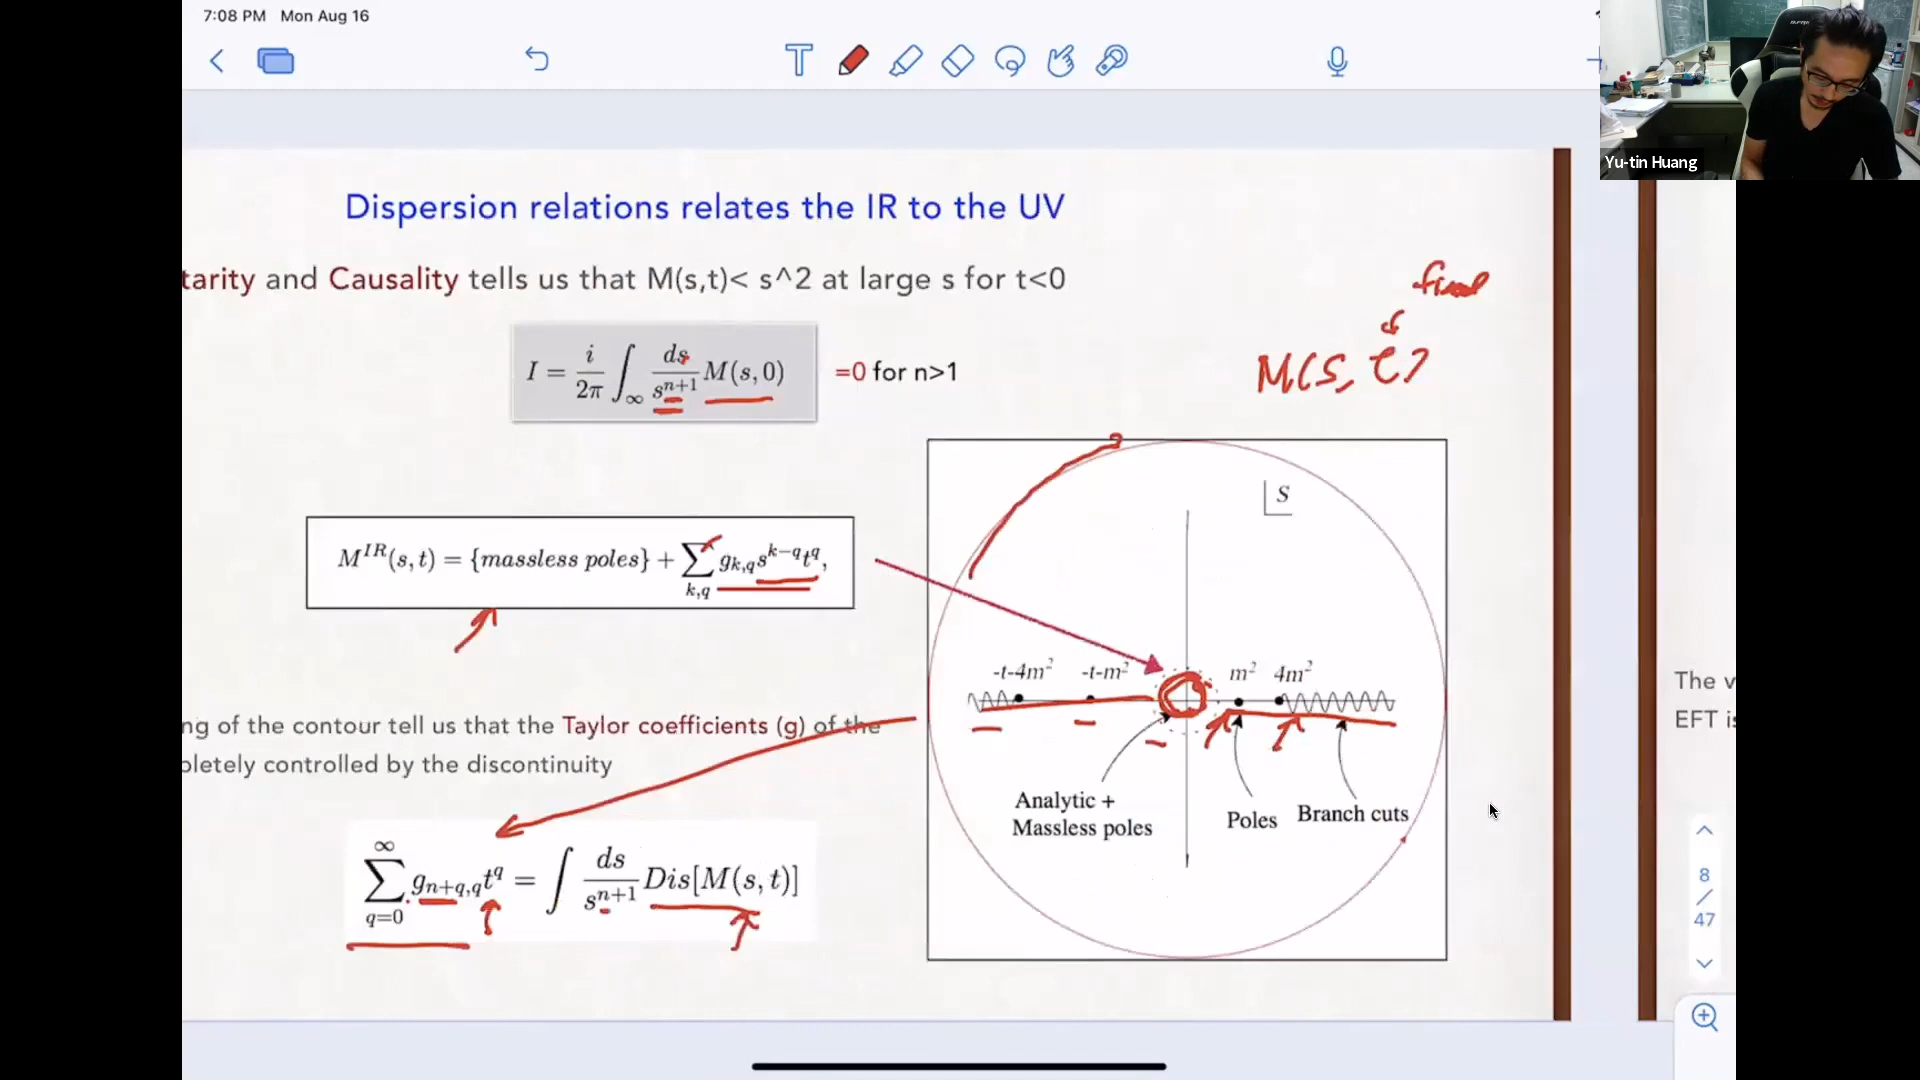 7:08 PM Mon Aug 16
Yu-tin Huang
Dispersion relations relates the IR to the UV
tarity and Causality tells us that M(s,t)< s^2 at large s for t<0
fixed
M(s, t)
I = i/2π ∫_∞ ds/s^{n+1} M(s, 0) =0 for n>1
S
M^{IR}(s, t) = {massless poles} + ∑_{k,q} g_{k,q} s^{k−q} t^q,
-t-4m² -t-m² m² 4m²
ng of the contour tell us that the Taylor coefficients (g) of the
pletely controlled by the discontinuity
Analytic +
Massless poles
Poles
Branch cuts
∑_{q=0}^∞ g_{n+q,q} t^q = ∫ ds/s^{n+1} Dis[M(s, t)]
The v
EFT is
8
/
47